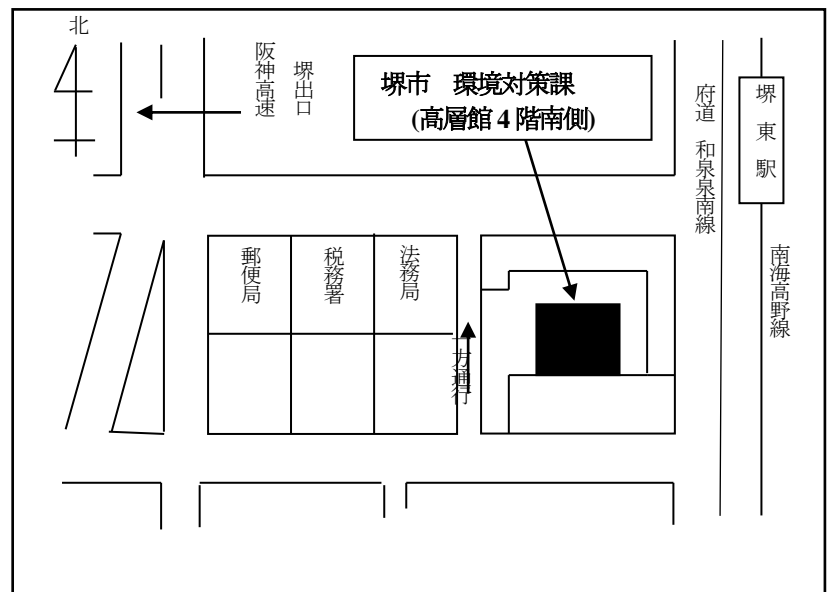 北
阪神高速
堺出口
堺市　環境対策課
(高層館 4 階南側)
府道　和泉泉南線
堺東駅
南海高野線
郵便局
税務署
法務局
一方通行